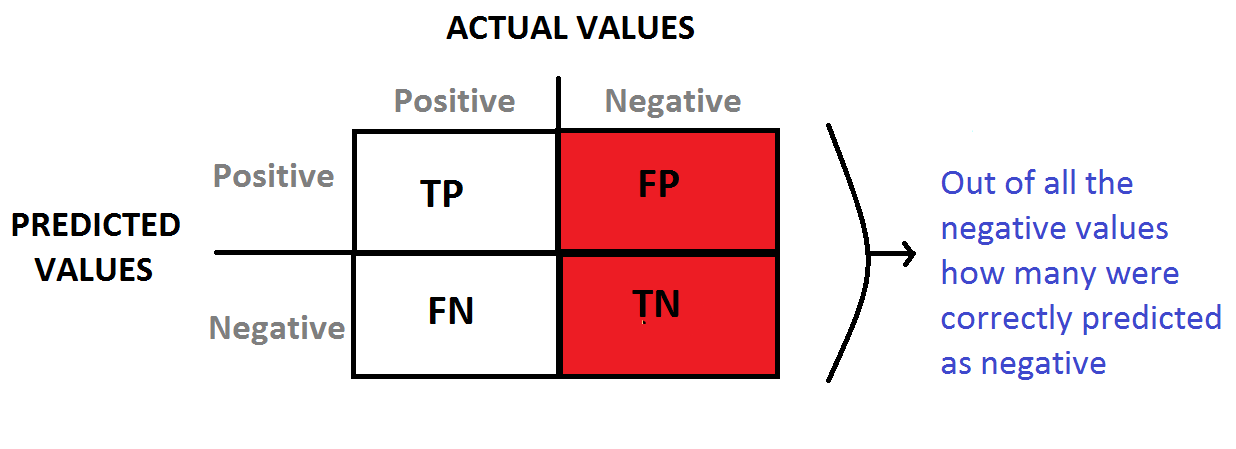 ACTUAL VALUES
Positive
Negative
Positive
TP
FP
PREDICTED
VALUES
Negative
FN
TN
Out of all the
negative values
how many were
correctly predicted
as negative